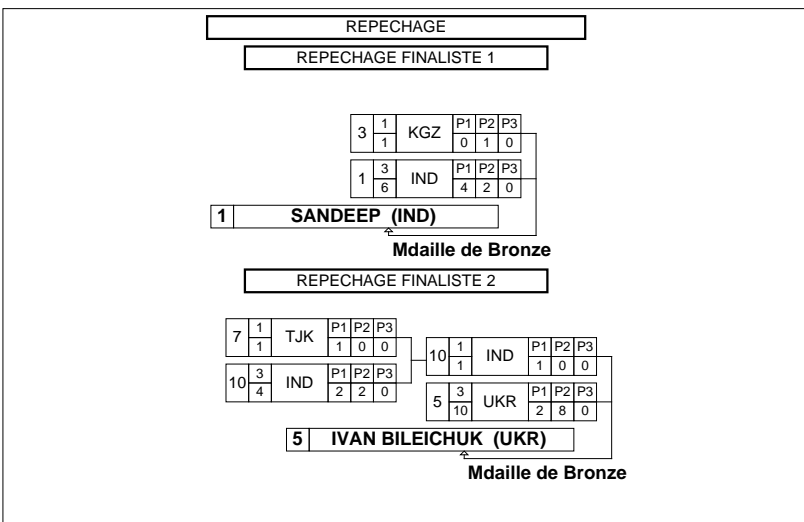 REPECHAGE
REPECHAGE FINALISTE 1
3 1 KGZ P1 P2 P3
1 0 1 0
1 3 IND P1 P2 P3
6 4 2 0
1 SANDEEP (IND)
Mdaille de Bronze
REPECHAGE FINALISTE 2
7 1 TJK P1 P2 P3
1 1 0 0
10 3 IND P1 P2 P3
4 2 2 0
10 1 IND P1 P2 P3
1 1 0 0
5 3 UKR P1 P2 P3
10 2 8 0
5 IVAN BILEICHUK (UKR)
Mdaille de Bronze